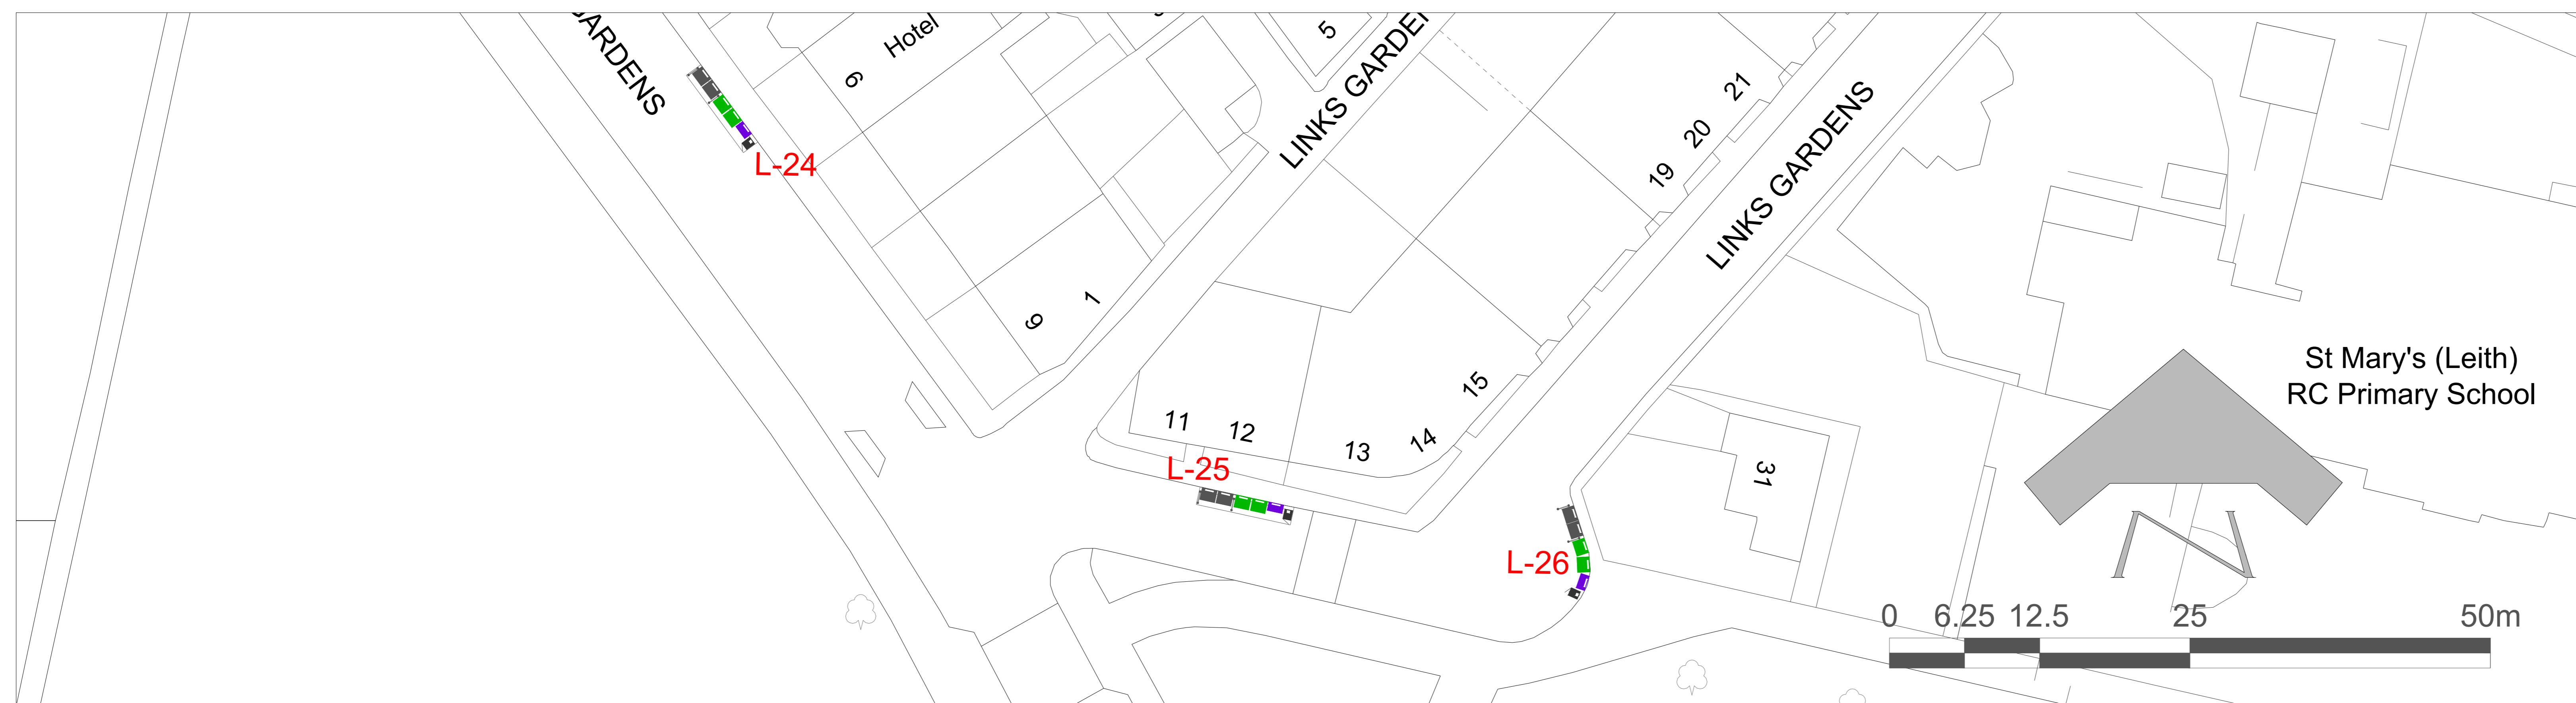 GARDENS
Hotel
6
5
LINKS GARDEN
21
20
19
LINKS GARDENS
L-24
1
9
15
14
13
12
11
L-25
31
L-26
St Mary's (Leith)
RC Primary School
0 6.25 12.5 25 50m